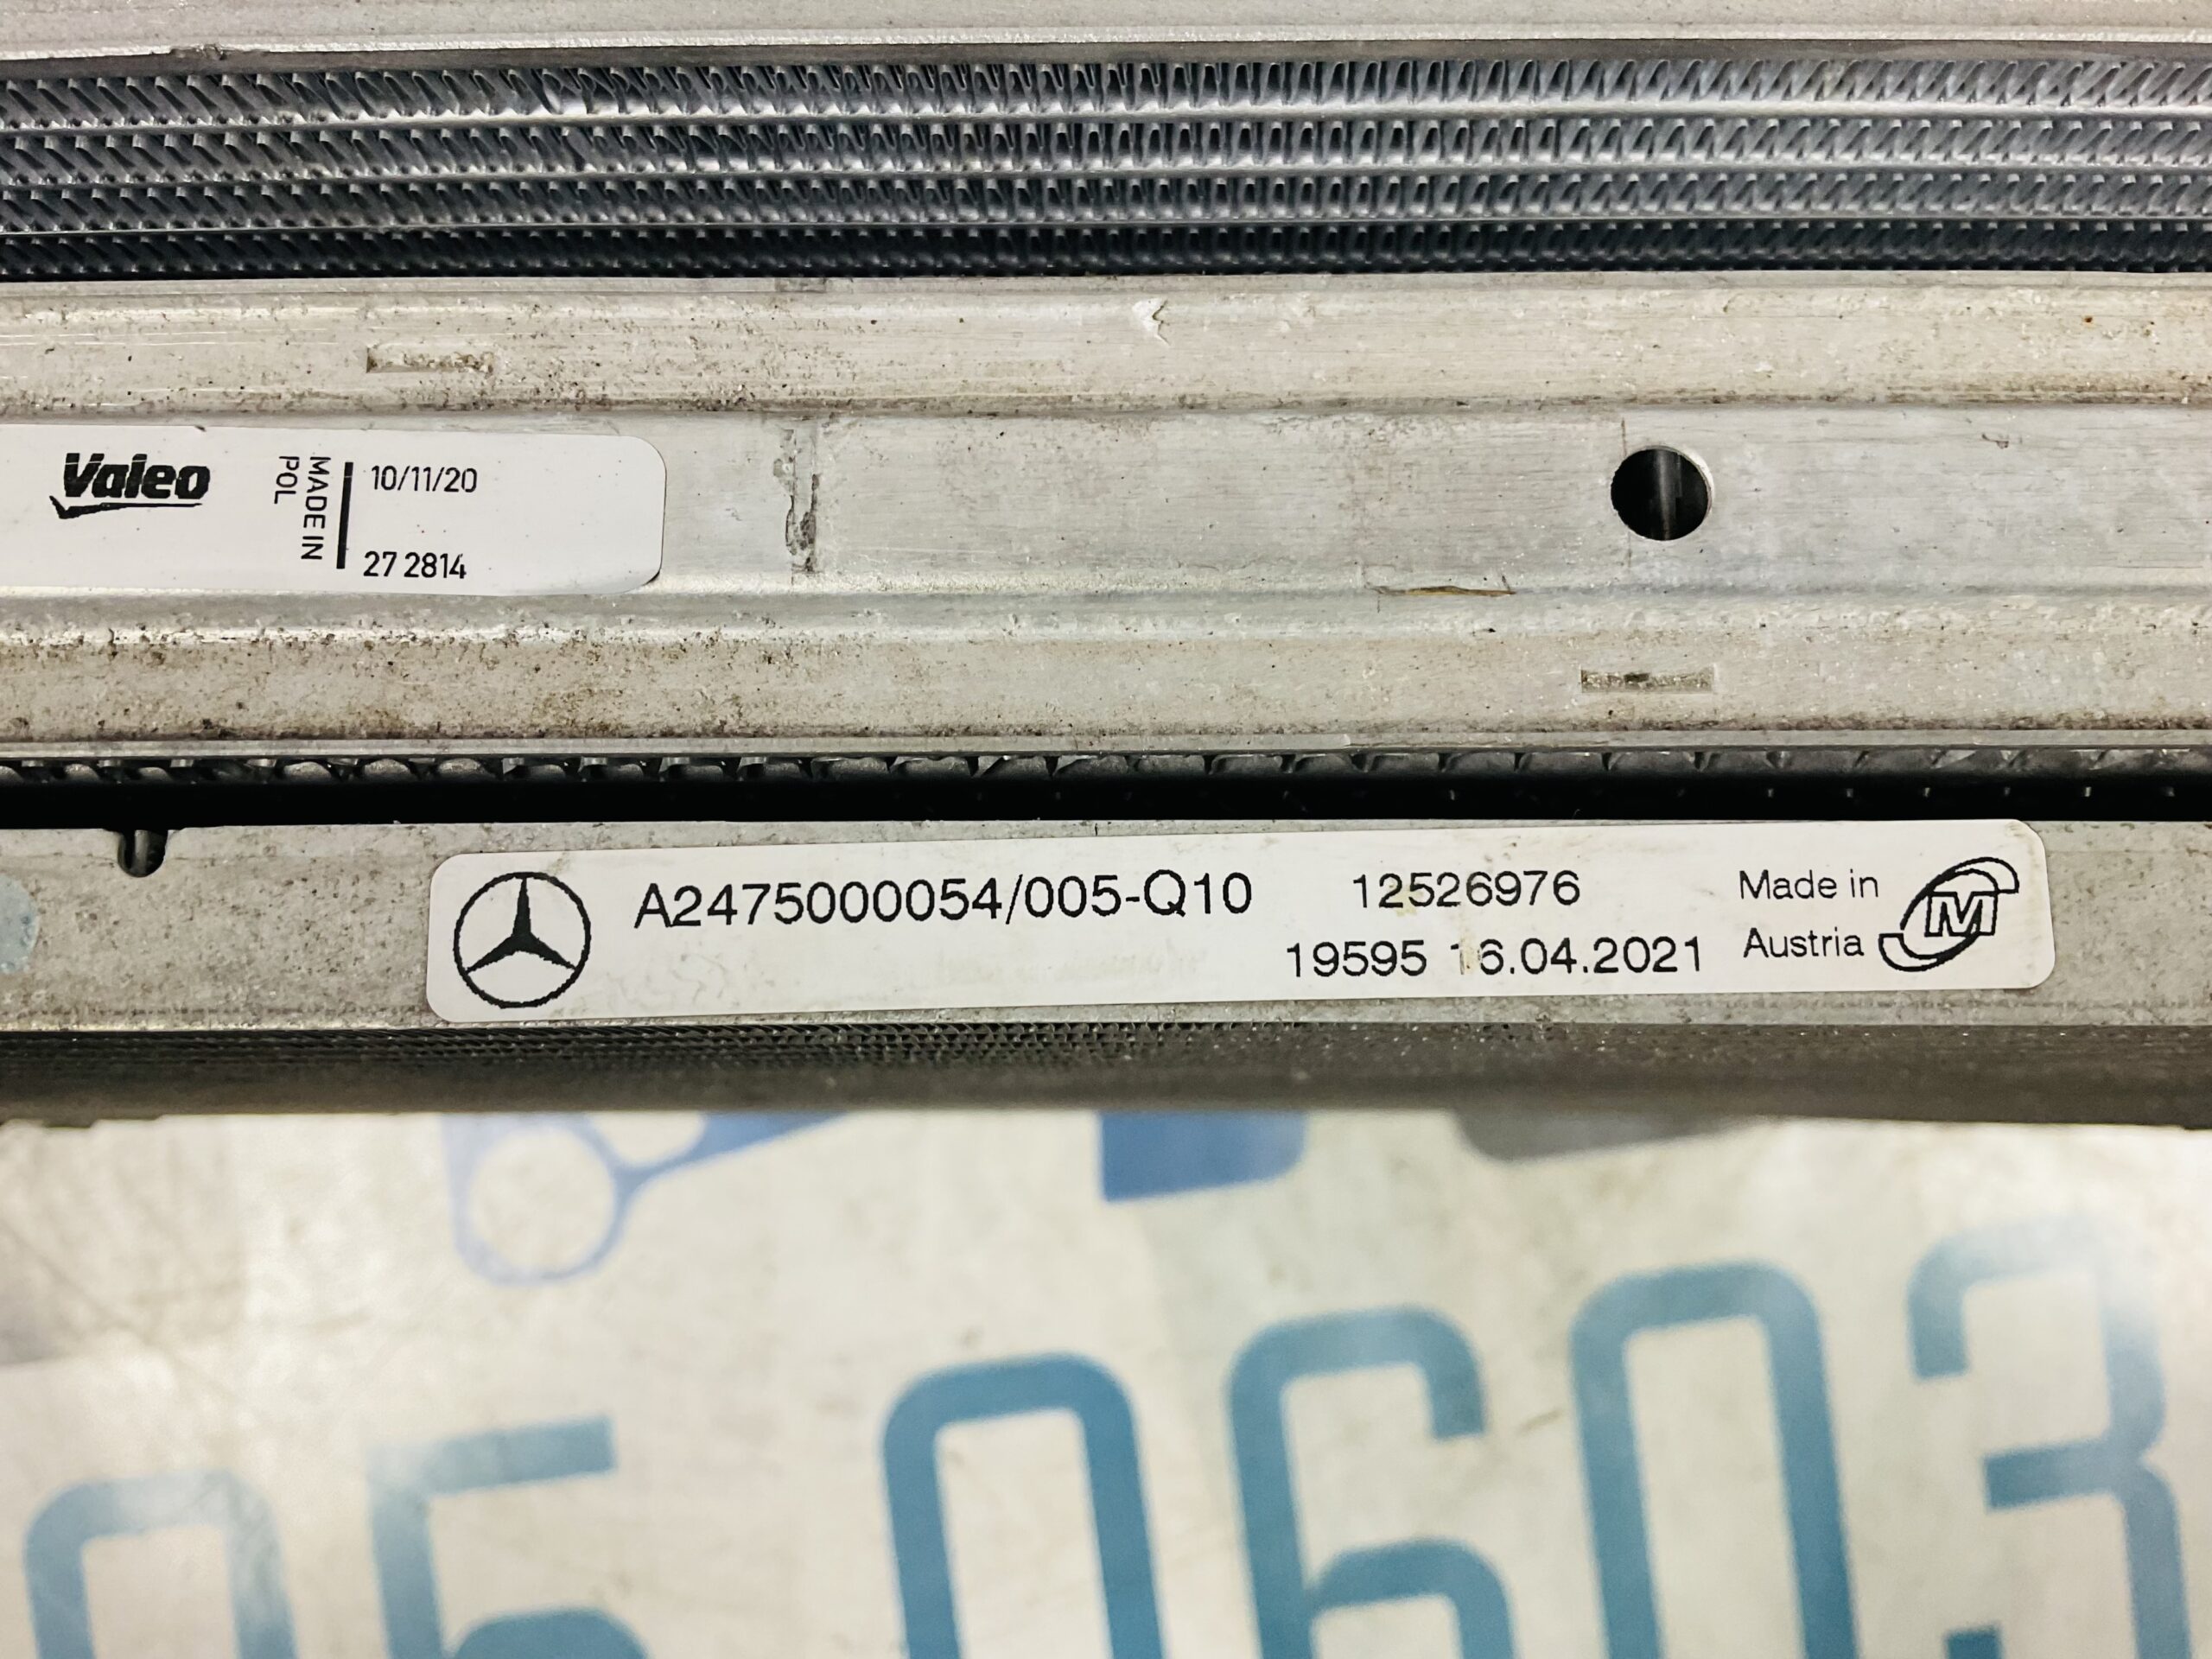 Valeo
MADE IN
POL
10/11/20
27 2814
A2475000054/005-Q10
12526976
Made in
19595 16.04.2021
Austria
M
0603